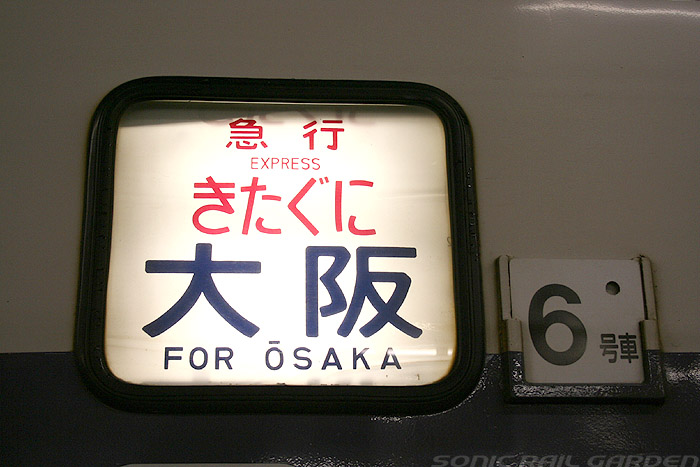 急行
EXPRESS
きたぐに
大阪
FOR ŌSAKA
6号車
SONIC RAIL GARDEN